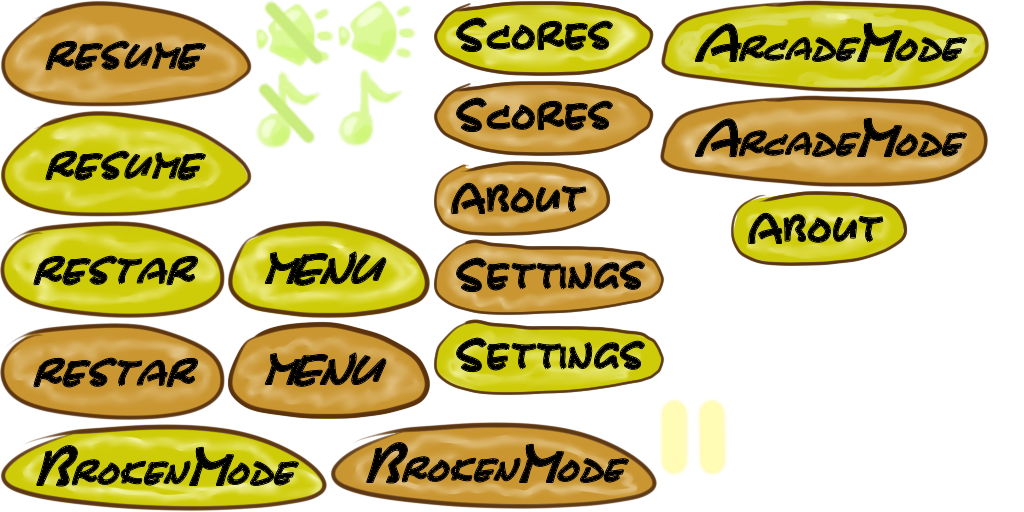 RESUME
SCORES
ARCADEMODE
SCORES
ARCADEMODE
RESUME
ABOUT
ABOUT
RESTAR
MENU
SETTINGS
RESTAR
MENU
SETTINGS
BROKENMODE
BROKENMODE